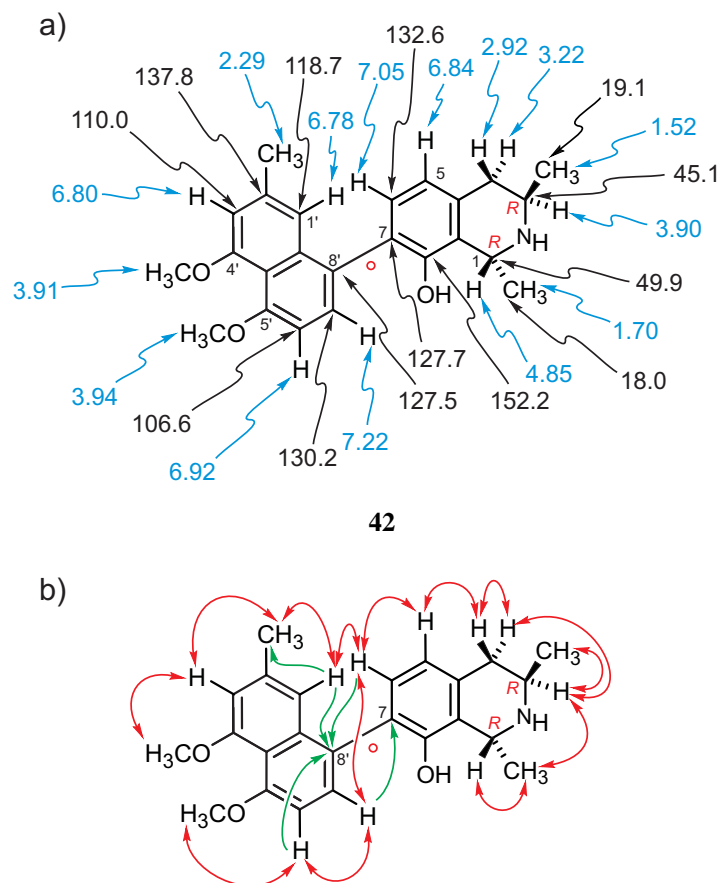 a)
132.6
2.29 118.7 7.05 6.84 2.92 3.22
137.8 19.1
110.0 6.78 1.52
H H H
CH3 H H 5 CH3 45.1
6.80 H 1' R H
7 NH 3.90
4' 8' R
3.91 H3CO 1 49.9
5' OH H CH3
H3CO H 1.70
3.94 H 127.7 4.85 18.0
106.6 127.5 152.2
6.92 130.2 7.22
42
b)
H H H
CH3 H H CH3
H R H
7 NH
H3CO R
8' OH H CH3
H3CO H
H